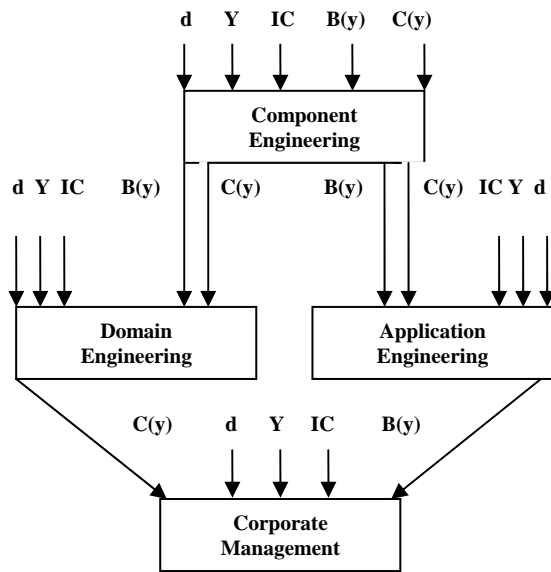 d Y IC B(y) C(y)
Component
Engineering
d Y IC B(y) C(y) B(y) C(y) IC Y d
Domain
Engineering
Application
Engineering
C(y) d Y IC B(y)
Corporate
Management